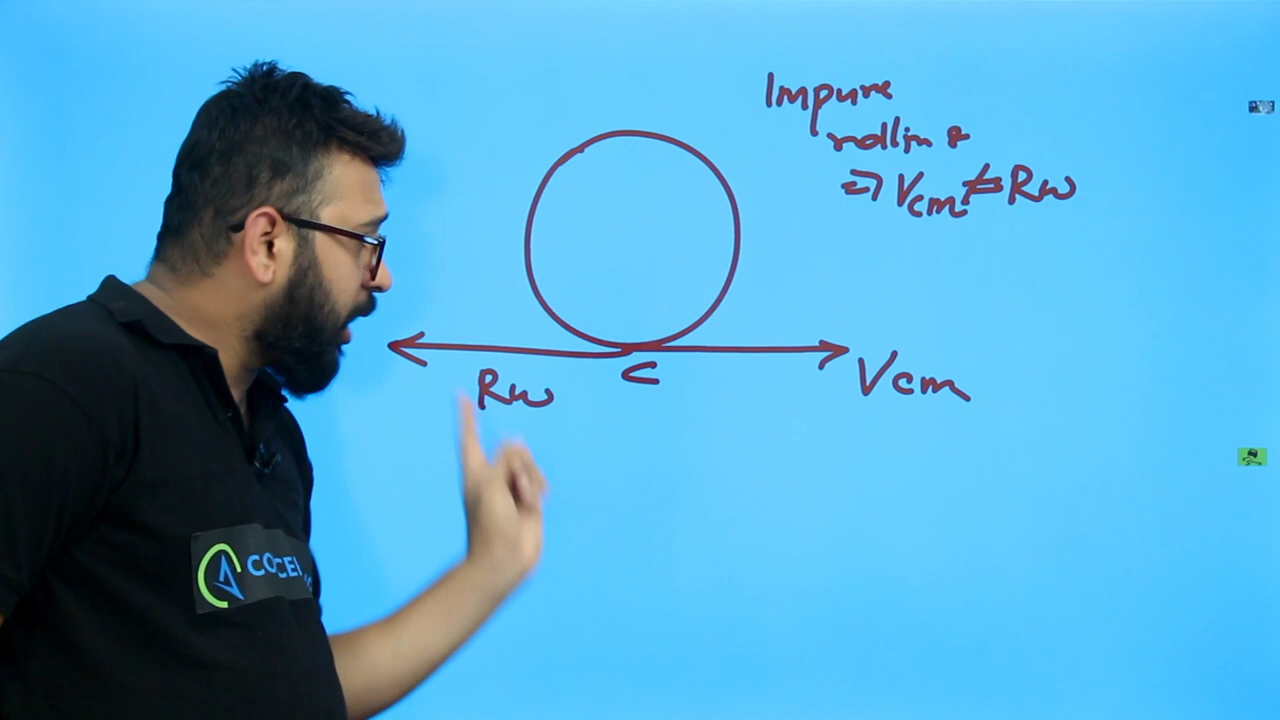 Impure
rolling
⇒ Vcm ≠ Rω
Rω
C
Vcm